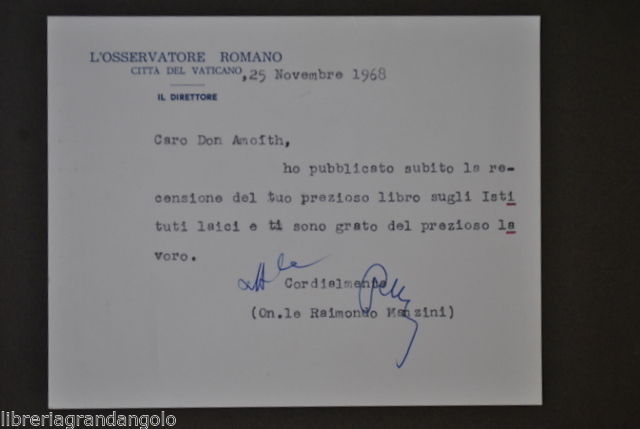 L'OSSERVATORE ROMANO
CITTÀ DEL VATICANO,25 Novembre 1968
IL DIRETTORE
Caro Don Amofth,
ho pubblicato subito la re-
censione del tuo prezioso libro sugli Isti
tuti laici e ti sono grato del prezioso la
voro.
Cordialmente
(On.le Raimondo Manzini)
libreriagrandangolo